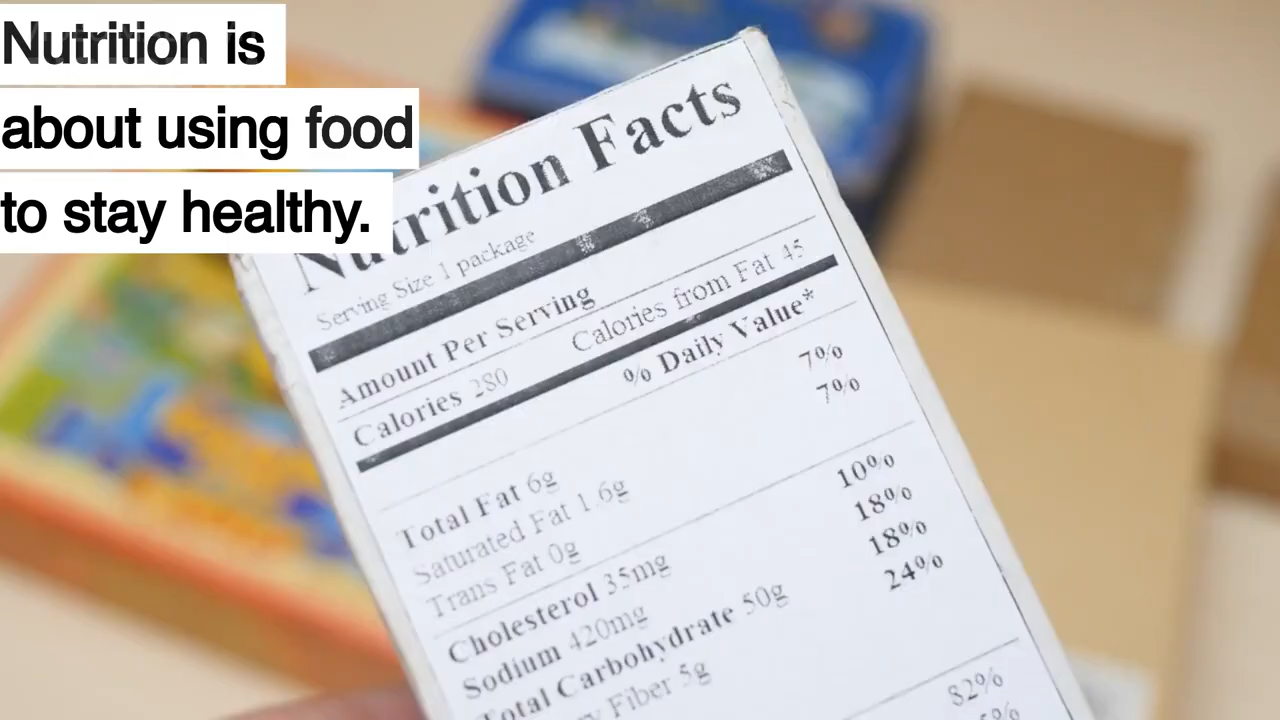 Nutrition is
about using food
to stay healthy.
Nutrition Facts
Serving Size 1 package
Amount Per Serving
Calories 280 Calories from Fat 45
% Daily Value*
Total Fat 6g 7%
Saturated Fat 1.6g 7%
Trans Fat 0g
Cholesterol 35mg 10%
Sodium 420mg 18%
Total Carbohydrate 50g 18%
Fiber 5g 24%
82%